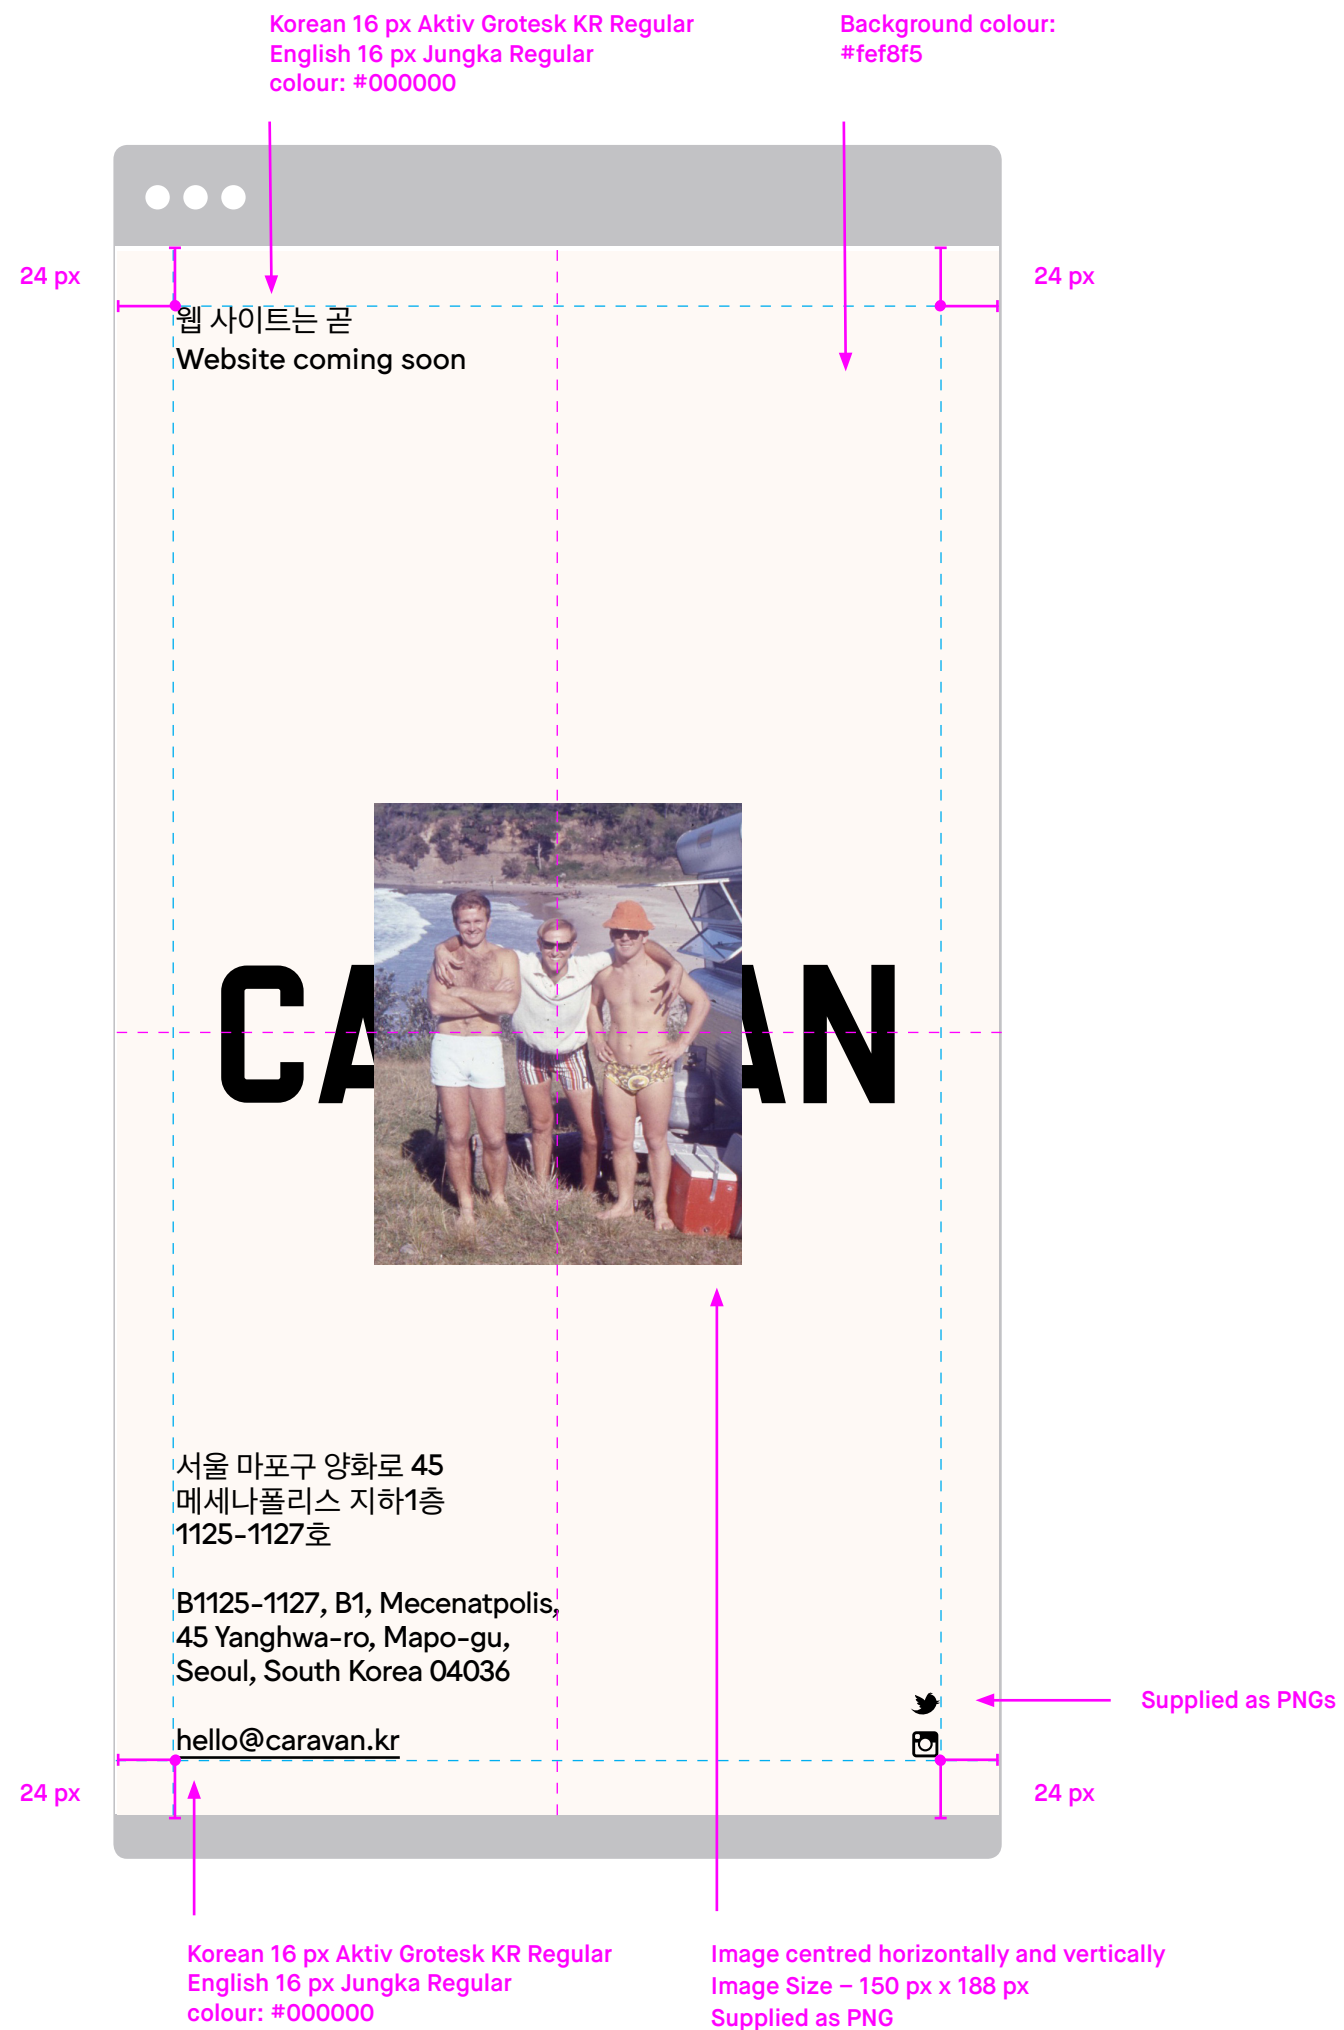 Korean 16 px Aktiv Grotesk KR Regular
English 16 px Jungka Regular
colour: #000000
Background colour:
#fef8f5
24 px
24 px
웹 사이트는 곧
Website coming soon
CA AN
서울 마포구 양화로 45
메세나폴리스 지하1층
1125-1127호
B1125-1127, B1, Mecenatpolis,
45 Yanghwa-ro, Mapo-gu,
Seoul, South Korea 04036
hello@caravan.kr
Supplied as PNGs
24 px
24 px
Korean 16 px Aktiv Grotesk KR Regular
English 16 px Jungka Regular
colour: #000000
Image centred horizontally and vertically
Image Size – 150 px x 188 px
Supplied as PNG